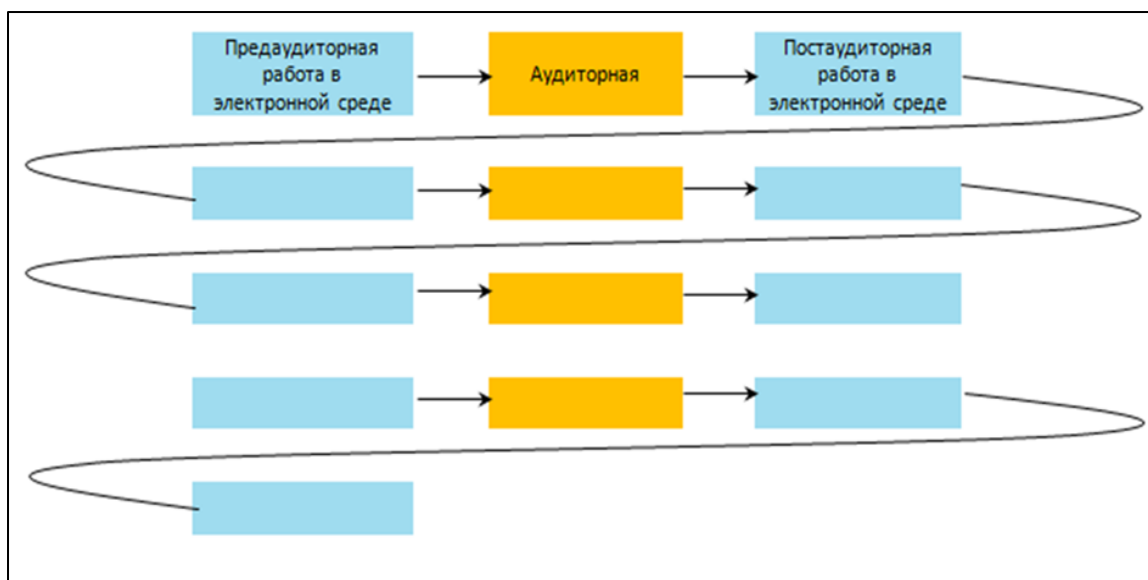 Предаудиторная
работа в
электронной среде
Аудиторная
Постаудиторная
работа в
электронной среде